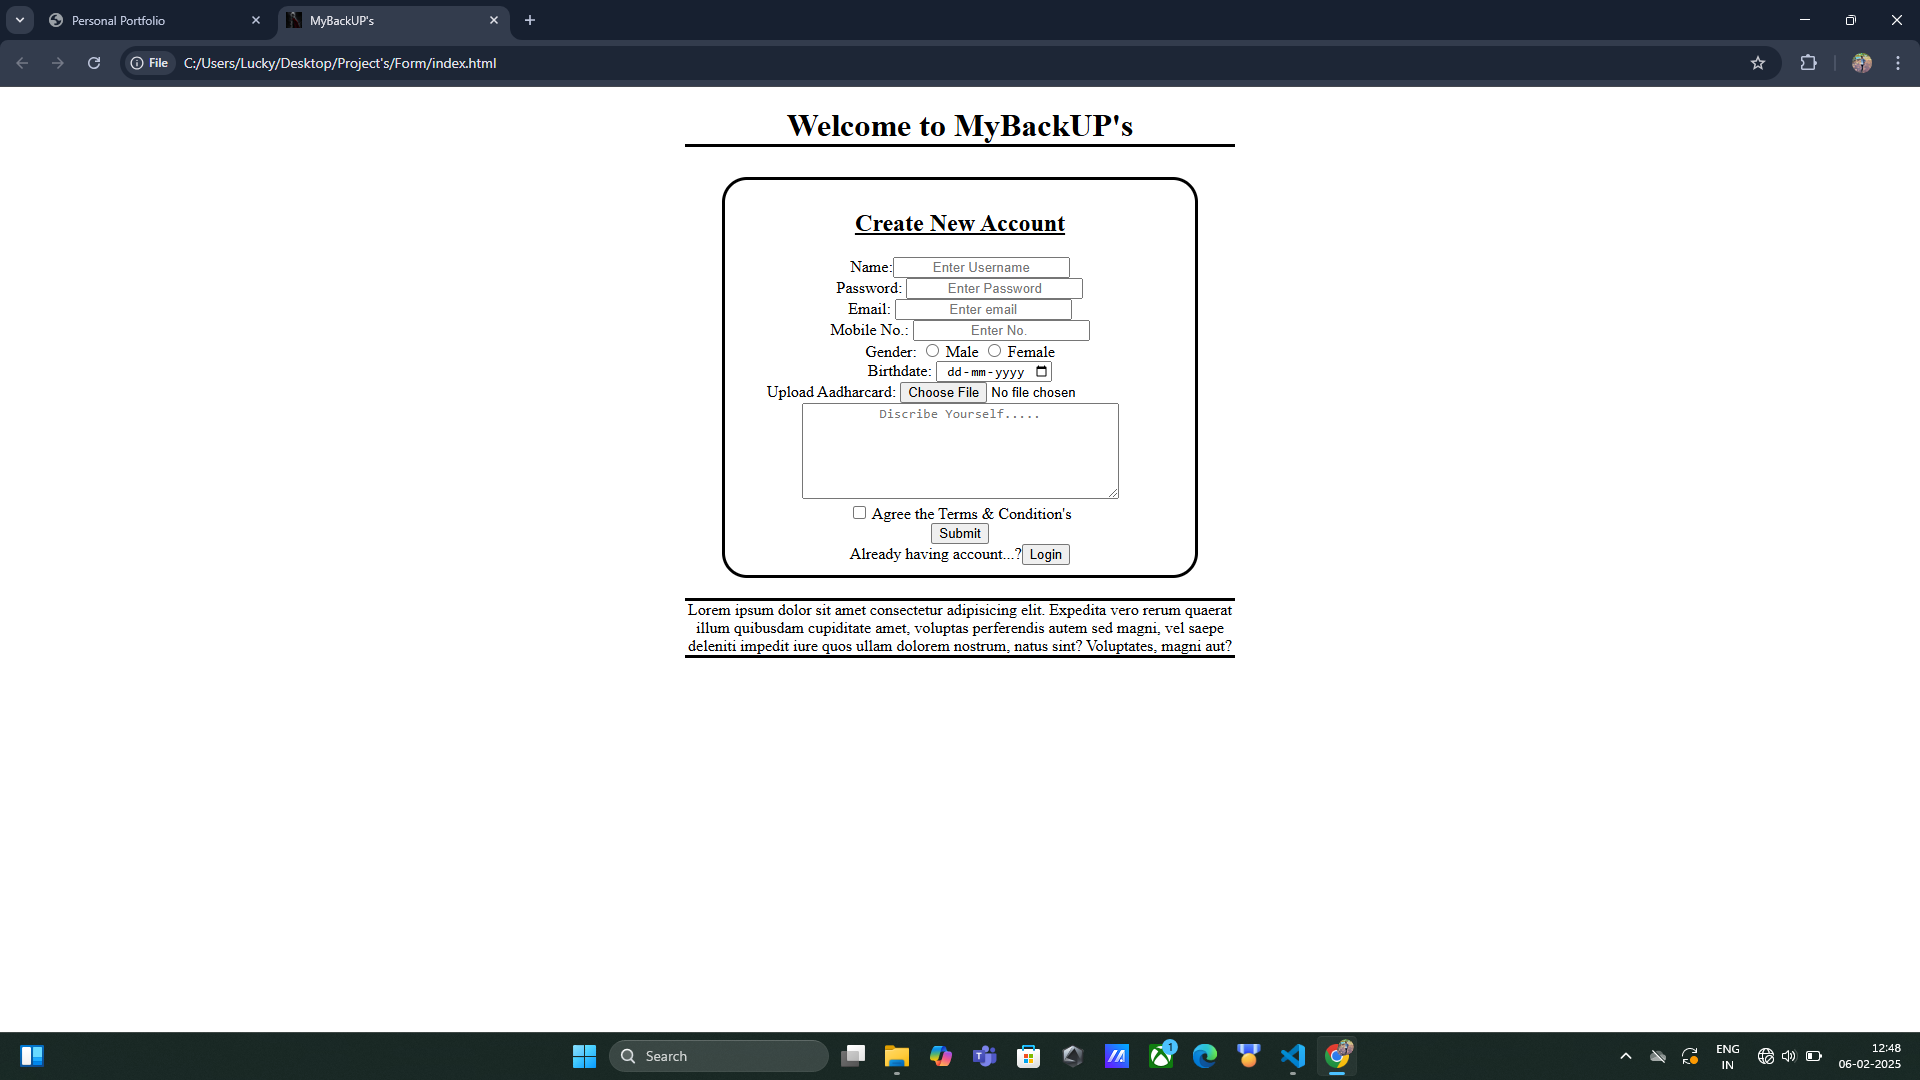 Personal Portfolio
MyBackUP's
File
C:/Users/Lucky/Desktop/Project's/Form/index.html
Welcome to MyBackUP's
Create New Account
Name: Enter Username
Password: Enter Password
Email: Enter email
Mobile No.: Enter No.
Gender: Male Female
Birthdate: dd-mm-yyyy
Upload Aadharcard: Choose File No file chosen
Discribe Yourself.....
Agree the Terms & Condition's
Submit
Already having account...? Login
Lorem ipsum dolor sit amet consectetur adipisicing elit. Expedita vero rerum quaerat
illum quibusdam cupiditate amet, voluptas perferendis autem sed magni, vel saepe
deleniti impedit iure quos ullam dolorem nostrum, natus sint? Voluptates, magni aut?
Search
1
ENG
IN
12:48
06-02-2025